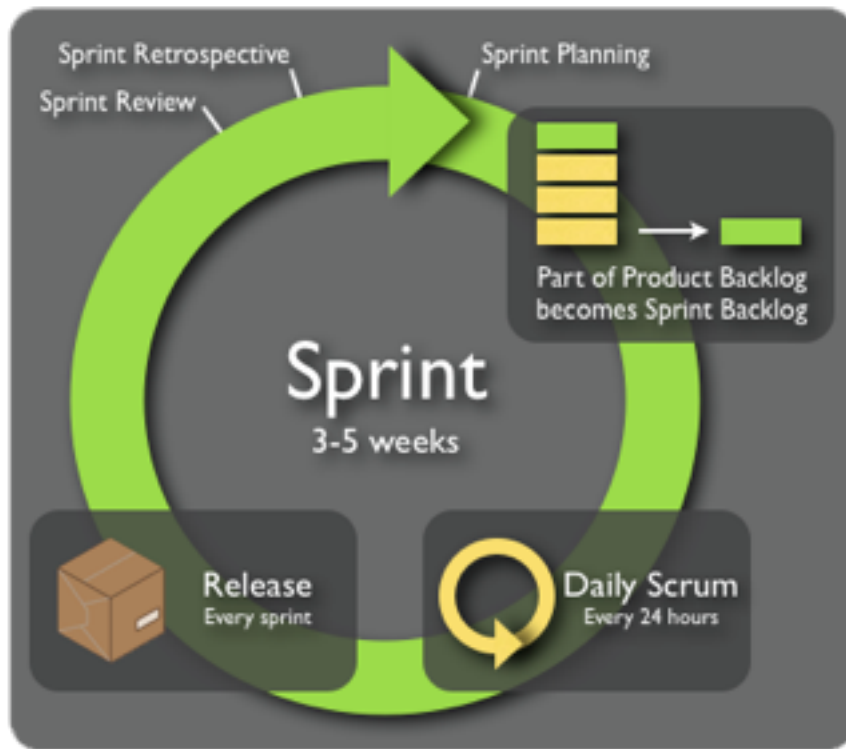 Sprint Retrospective
Sprint Planning
Sprint Review
Part of Product Backlog
becomes Sprint Backlog
Sprint
3-5 weeks
Release
Every sprint
Daily Scrum
Every 24 hours